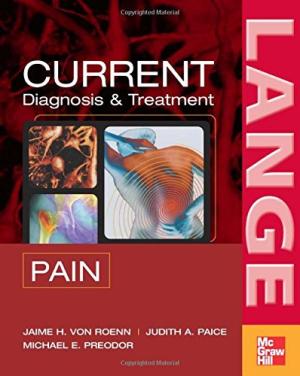 CURRENT
Diagnosis & Treatment
LANGE
PAIN
JAIME H. VON ROENN | JUDITH A. PAICE
MICHAEL E. PREODOR
Mc
Graw
Hill